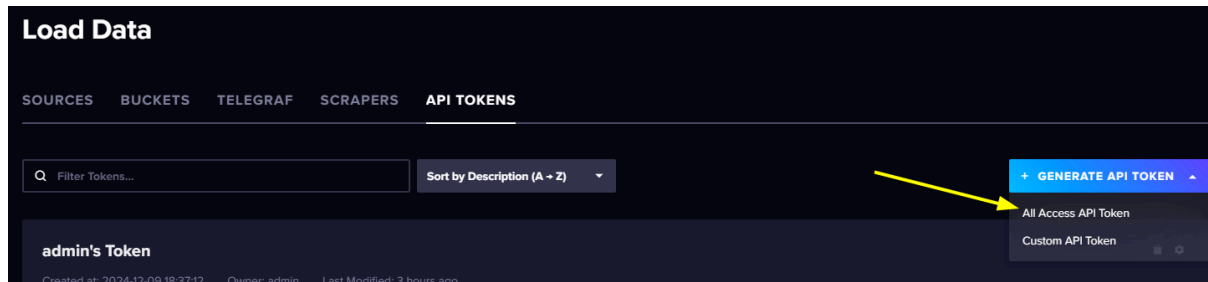 Load Data
SOURCES BUCKETS TELEGRAF SCRAPERS API TOKENS
Filter Tokens... Sort by Description (A → Z) + GENERATE API TOKEN
All Access API Token
Custom API Token
admin's Token
Created at: 2024-12-09 18:37:12 Owner: admin Last Modified: 3 hours ago